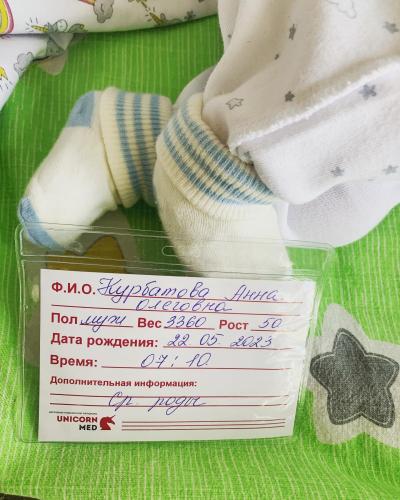 Ф.И.О. Курбатова Анна
Олеговна
Пол муж Вес 3360 Рост 50
Дата рождения: 22 05 2023
Время: 07:10
Дополнительная информация:
Ср. роды
UNICORN
MED